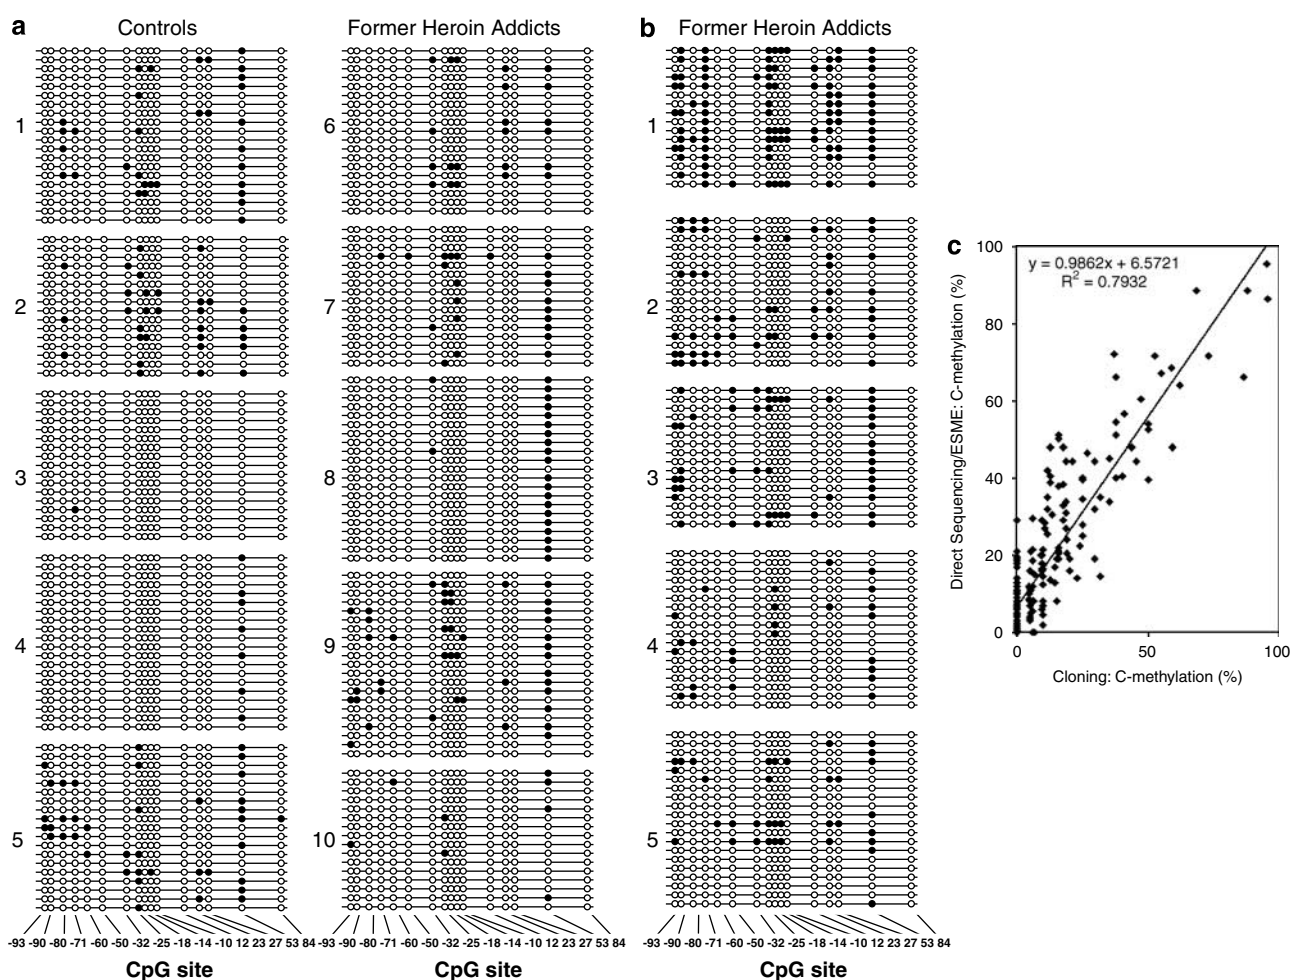 a Controls Former Heroin Addicts b Former Heroin Addicts
1 6 1
2 7 2
3 8 3
4 9 4
5 10 5
-93 -90 -80 -71 -60 -50 -32 -25 -18 -14 -10 12 23 27 53 84
-93 -90 -80 -71 -60 -50 -32 -25 -18 -14 -10 12 23 27 53 84
-93 -90 -80 -71 -60 -50 -32 -25 -18 -14 -10 12 23 27 53 84
CpG site CpG site CpG site
c
Direct Sequencing/ESME: C-methylation (%)
100
80
60
40
20
0
y = 0.9862x + 6.5721
R² = 0.7932
0 50 100
Cloning: C-methylation (%)